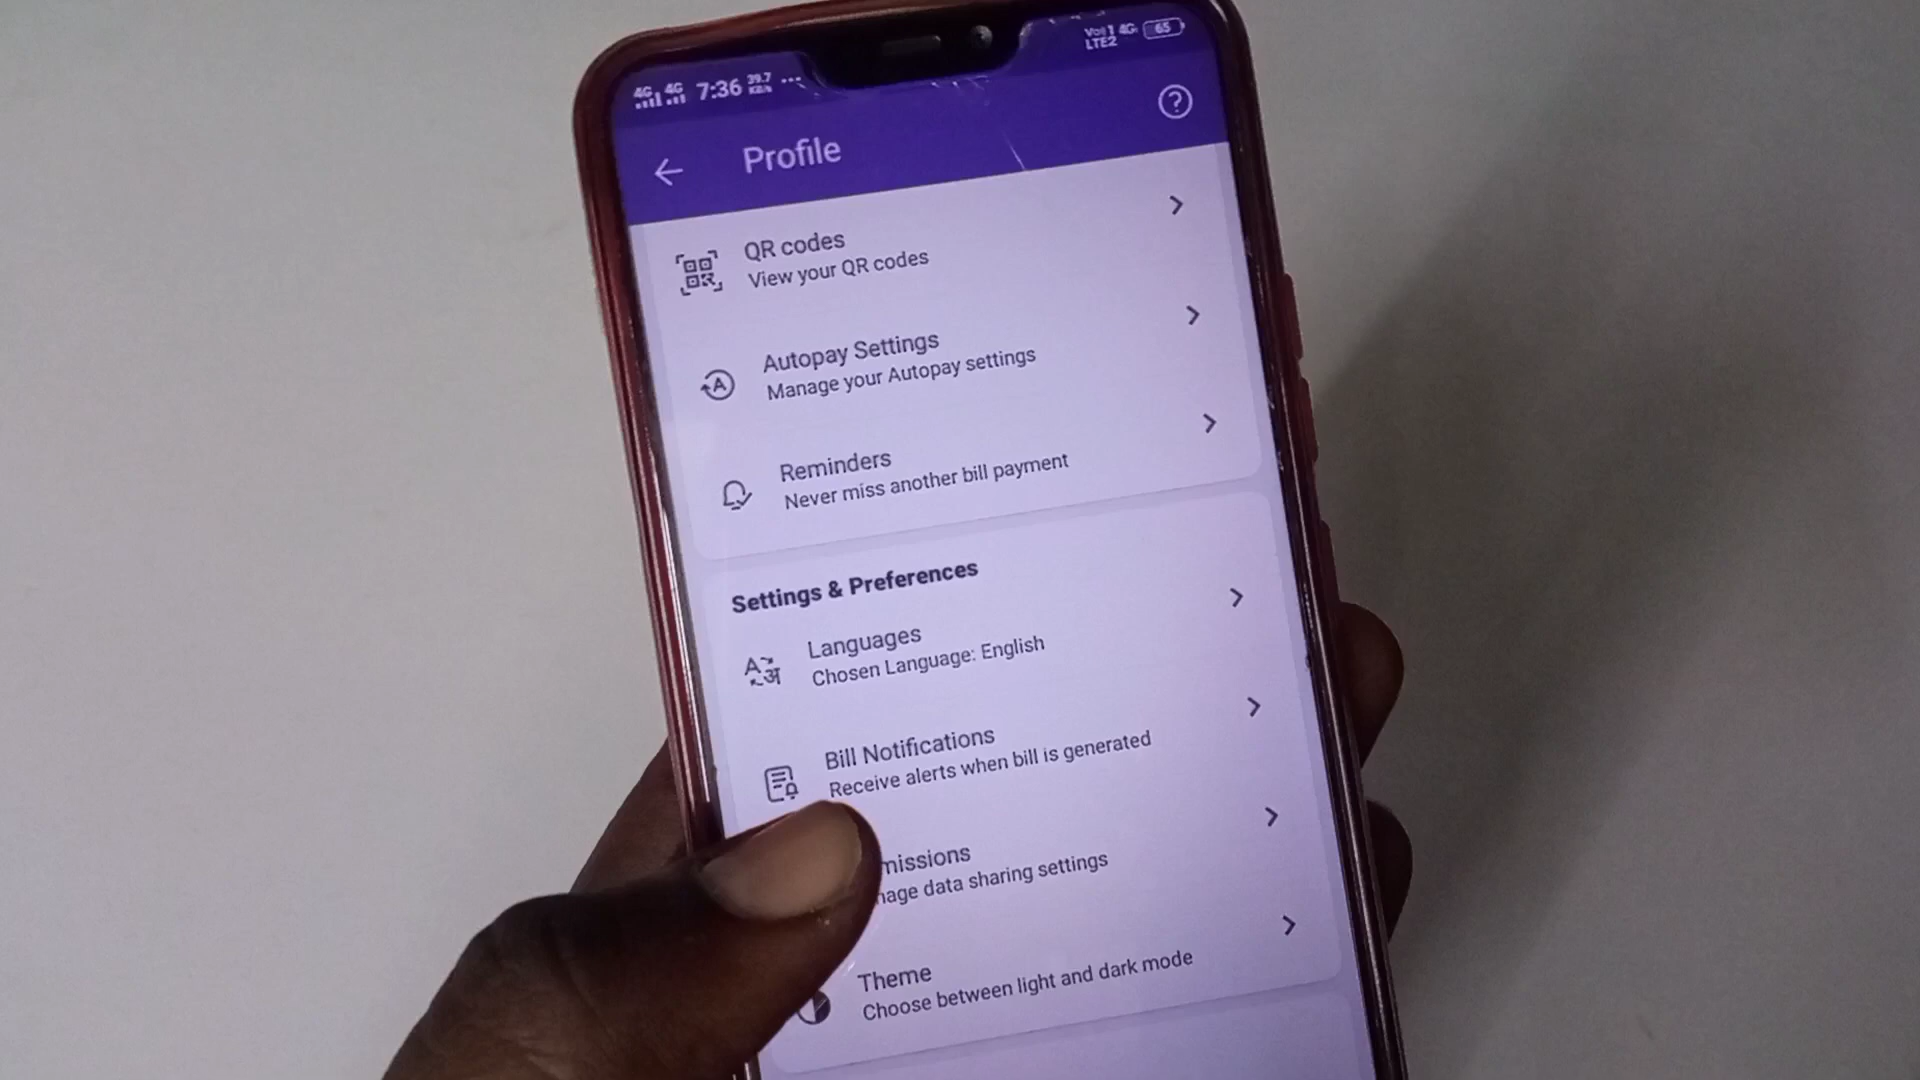 4G 4G 7:36 39.7 KB/s ...
4G 65
LTE2
Profile
QR codes
View your QR codes
Autopay Settings
Manage your Autopay settings
Reminders
Never miss another bill payment
Settings & Preferences
Languages
Chosen Language: English
Bill Notifications
Receive alerts when bill is generated
missions
nage data sharing settings
Theme
Choose between light and dark mode